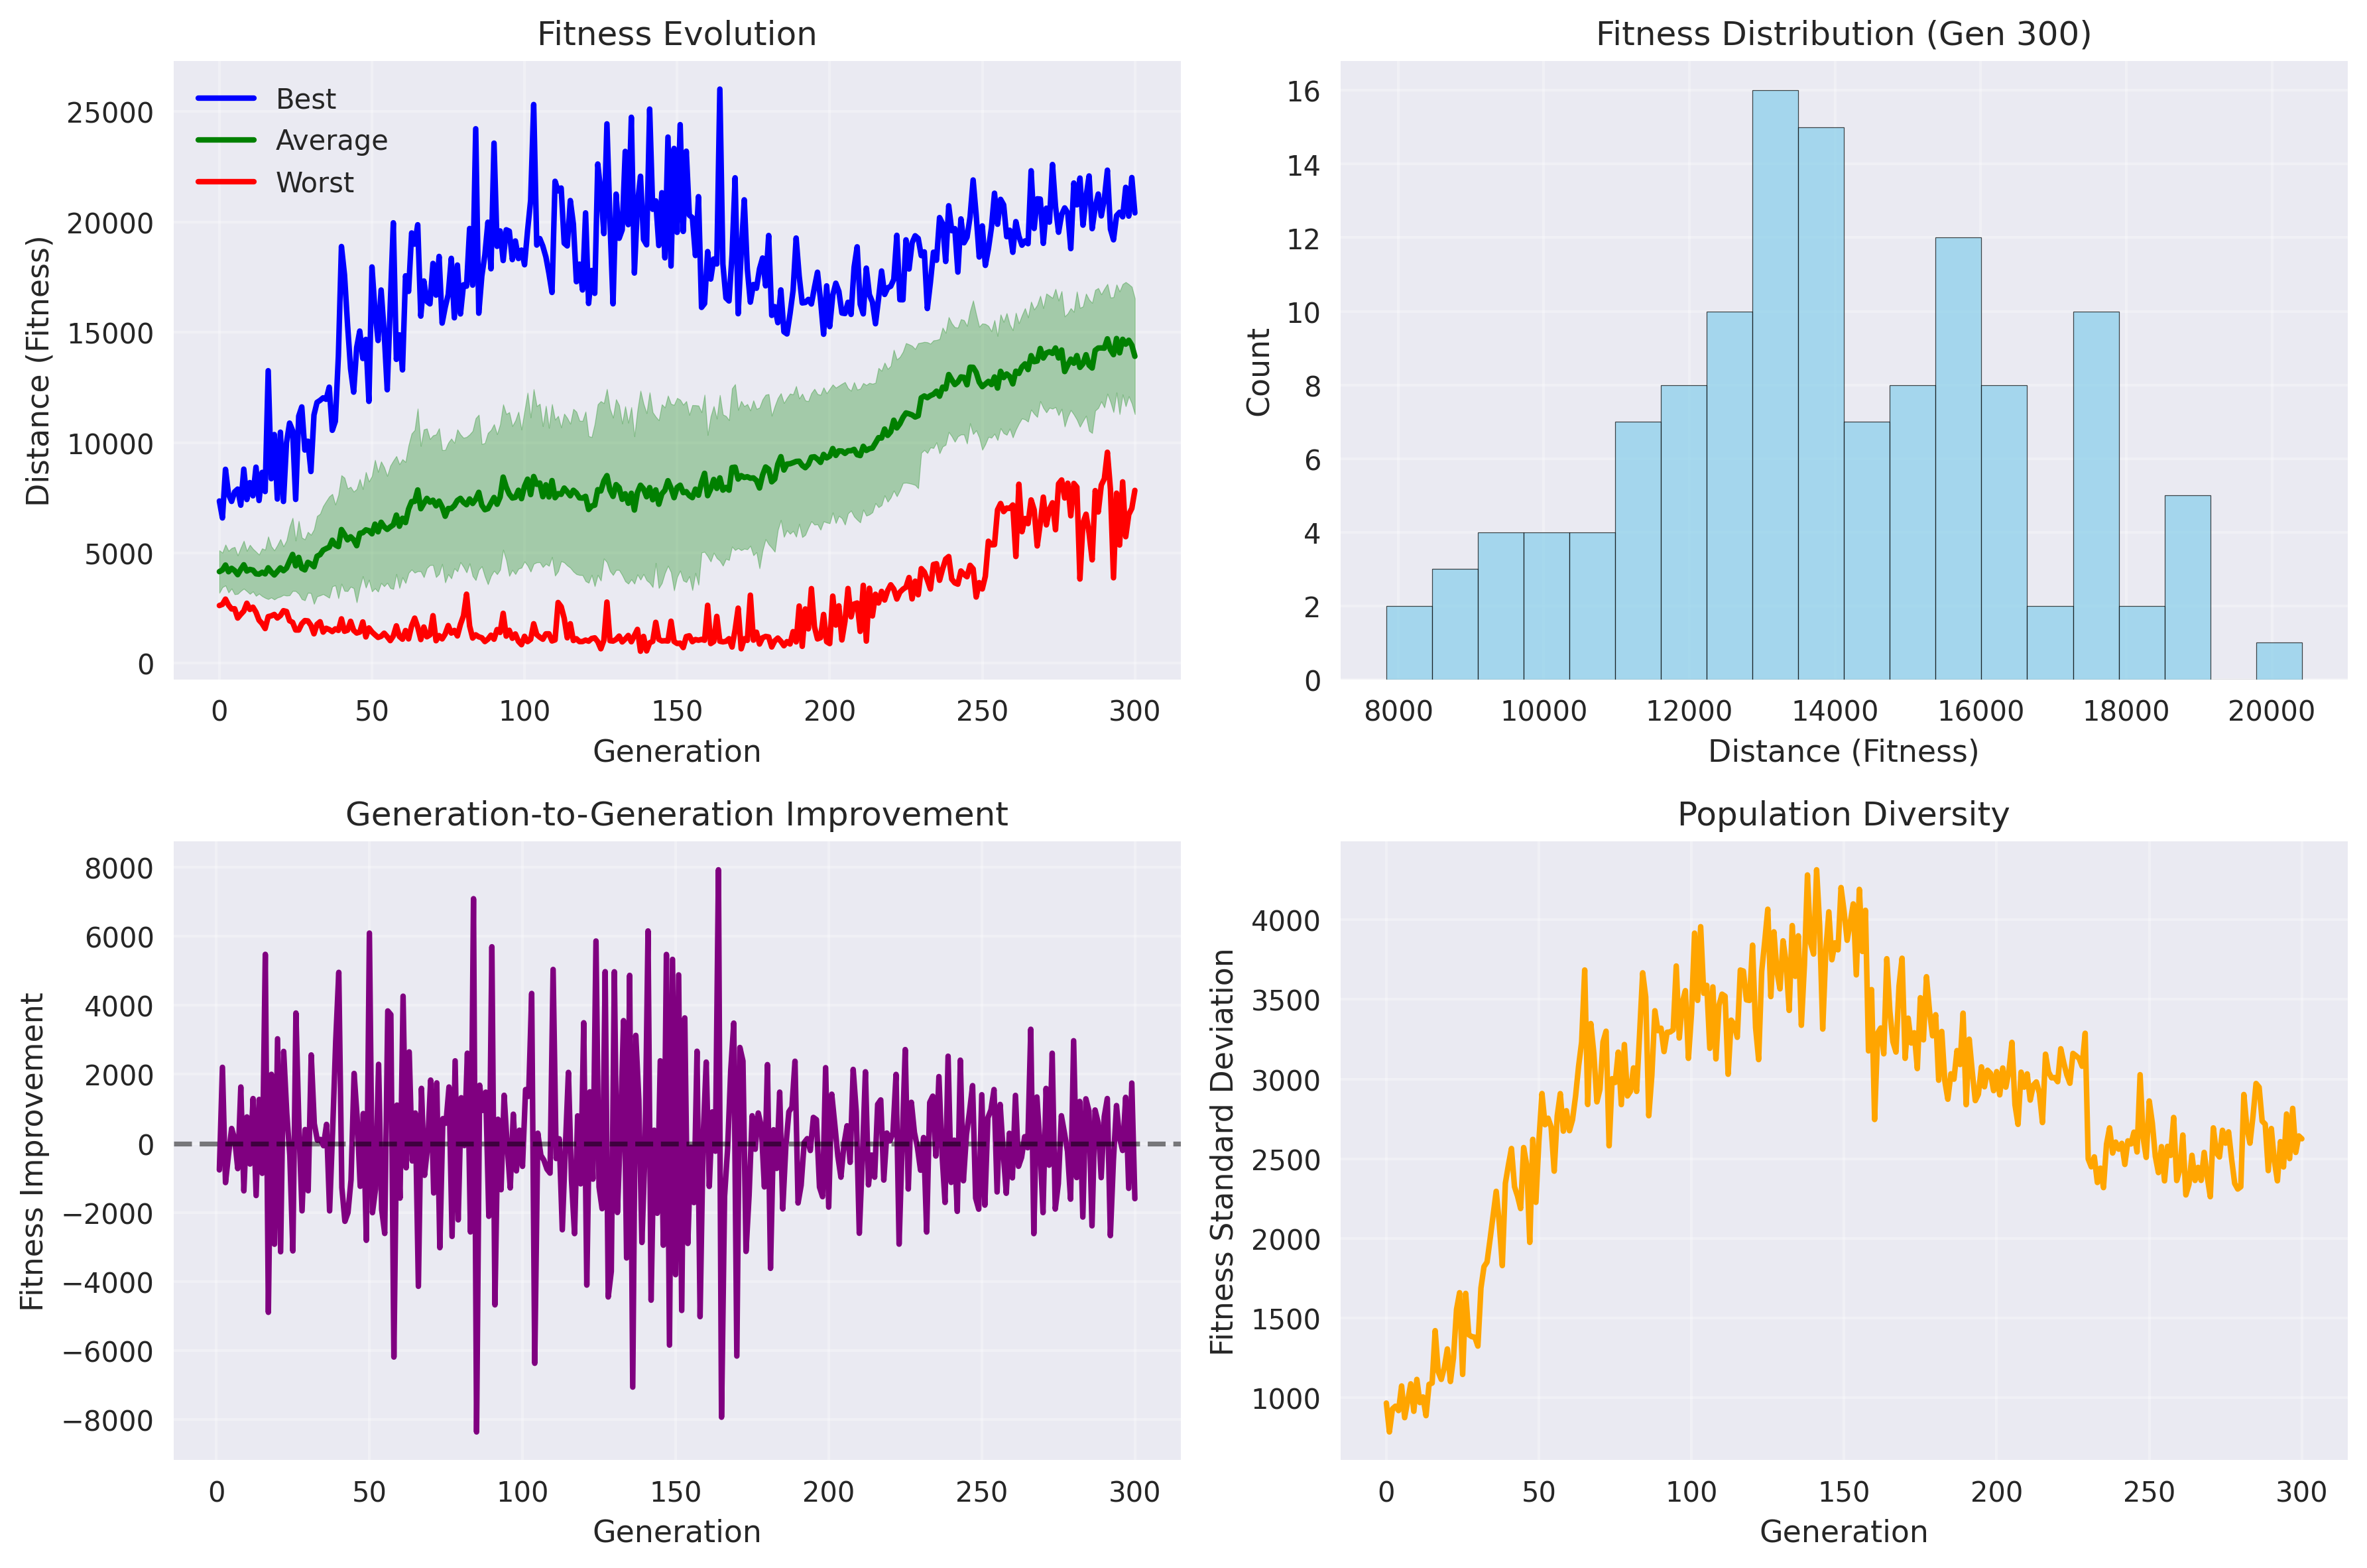 Fitness Evolution
Distance (Fitness)
25000
20000
15000
10000
5000
0
Best
Average
Worst
0 50 100 150 200 250 300
Generation
Fitness Distribution (Gen 300)
Count
16
14
12
10
8
6
4
2
0
8000 10000 12000 14000 16000 18000 20000
Distance (Fitness)
Generation-to-Generation Improvement
Fitness Improvement
8000
6000
4000
2000
0
−2000
−4000
−6000
−8000
0 50 100 150 200 250 300
Generation
Population Diversity
Fitness Standard Deviation
4000
3500
3000
2500
2000
1500
1000
0 50 100 150 200 250 300
Generation